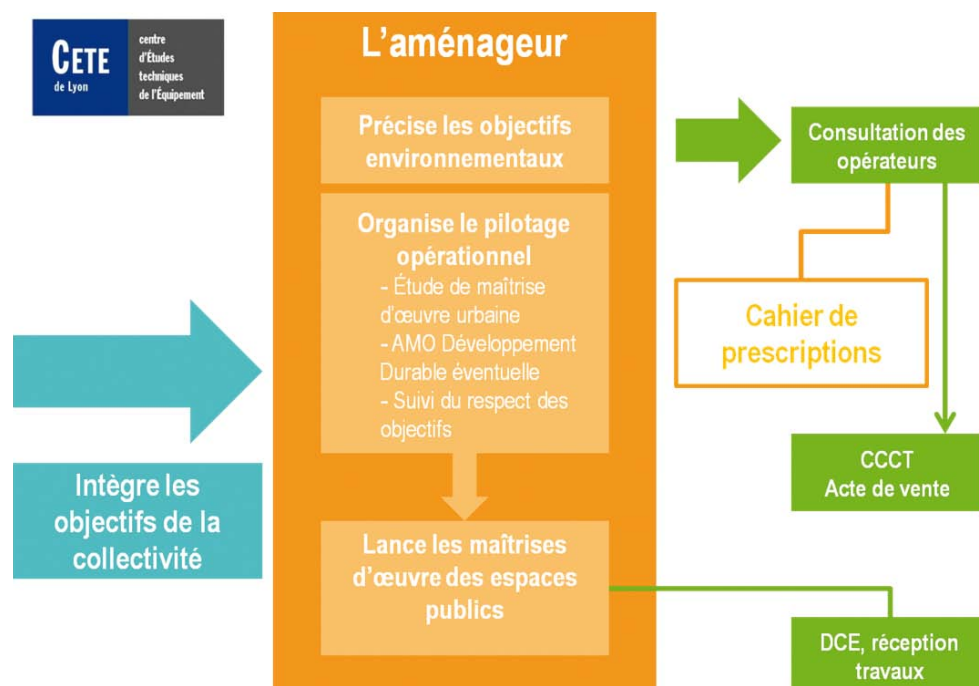 CETE
de Lyon
centre
d'Études
techniques
de l'Équipement
L'aménageur
Précise les objectifs
environnementaux
Organise le pilotage
opérationnel
- Étude de maîtrise
d'œuvre urbaine
- AMO Développement
Durable éventuelle
- Suivi du respect des
objectifs
Lance les maîtrises
d'œuvre des espaces
publics
Intègre les
objectifs de la
collectivité
Consultation des
opérateurs
Cahier de
prescriptions
CCCT
Acte de vente
DCE, réception
travaux